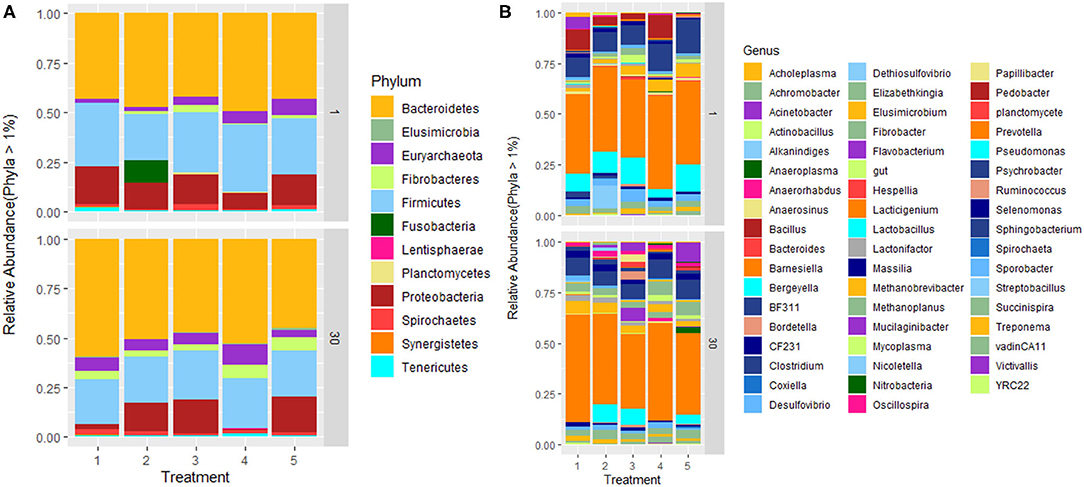 A
Relative Abundance(Phyla > 1%)
1.00
0.75
0.50
0.25
0.00
1
1.00
0.75
0.50
0.25
0.00
30
1
2
3
4
5
Treatment
Phylum
Bacteroidetes
Elusimicrobia
Euryarchaeota
Fibrobacteres
Firmicutes
Fusobacteria
Lentisphaerae
Planctomycetes
Proteobacteria
Spirochaetes
Synergistetes
Tenericutes
B
Relative Abundance(Phyla > 1%)
1.00
0.75
0.50
0.25
0.00
1
1.00
0.75
0.50
0.25
0.00
30
1
2
3
4
5
Treatment
Genus
Acholeplasma
Achromobacter
Acinetobacter
Actinobacillus
Alkanindiges
Anaeroplasma
Anaerorhabdus
Anaerosinus
Bacillus
Bacteroides
Barnesiella
Bergeyella
BF311
Bordetella
CF231
Clostridium
Coxiella
Desulfovibrio
Dethiosulfovibrio
Elizabethkingia
Elusimicrobium
Fibrobacter
Flavobacterium
gut
Hespellia
Lacticigenium
Lactobacillus
Lactonifactor
Massilia
Methanobrevibacter
Methanoplanus
Mucilaginibacter
Mycoplasma
Nicoletella
Nitrobacteria
Oscillospira
Papillibacter
Pedobacter
planctomycete
Prevotella
Pseudomonas
Psychrobacter
Ruminococcus
Selenomonas
Sphingobacterium
Spirochaeta
Sporobacter
Streptobacillus
Succinispira
Treponema
vadinCA11
Victivallis
YRC22